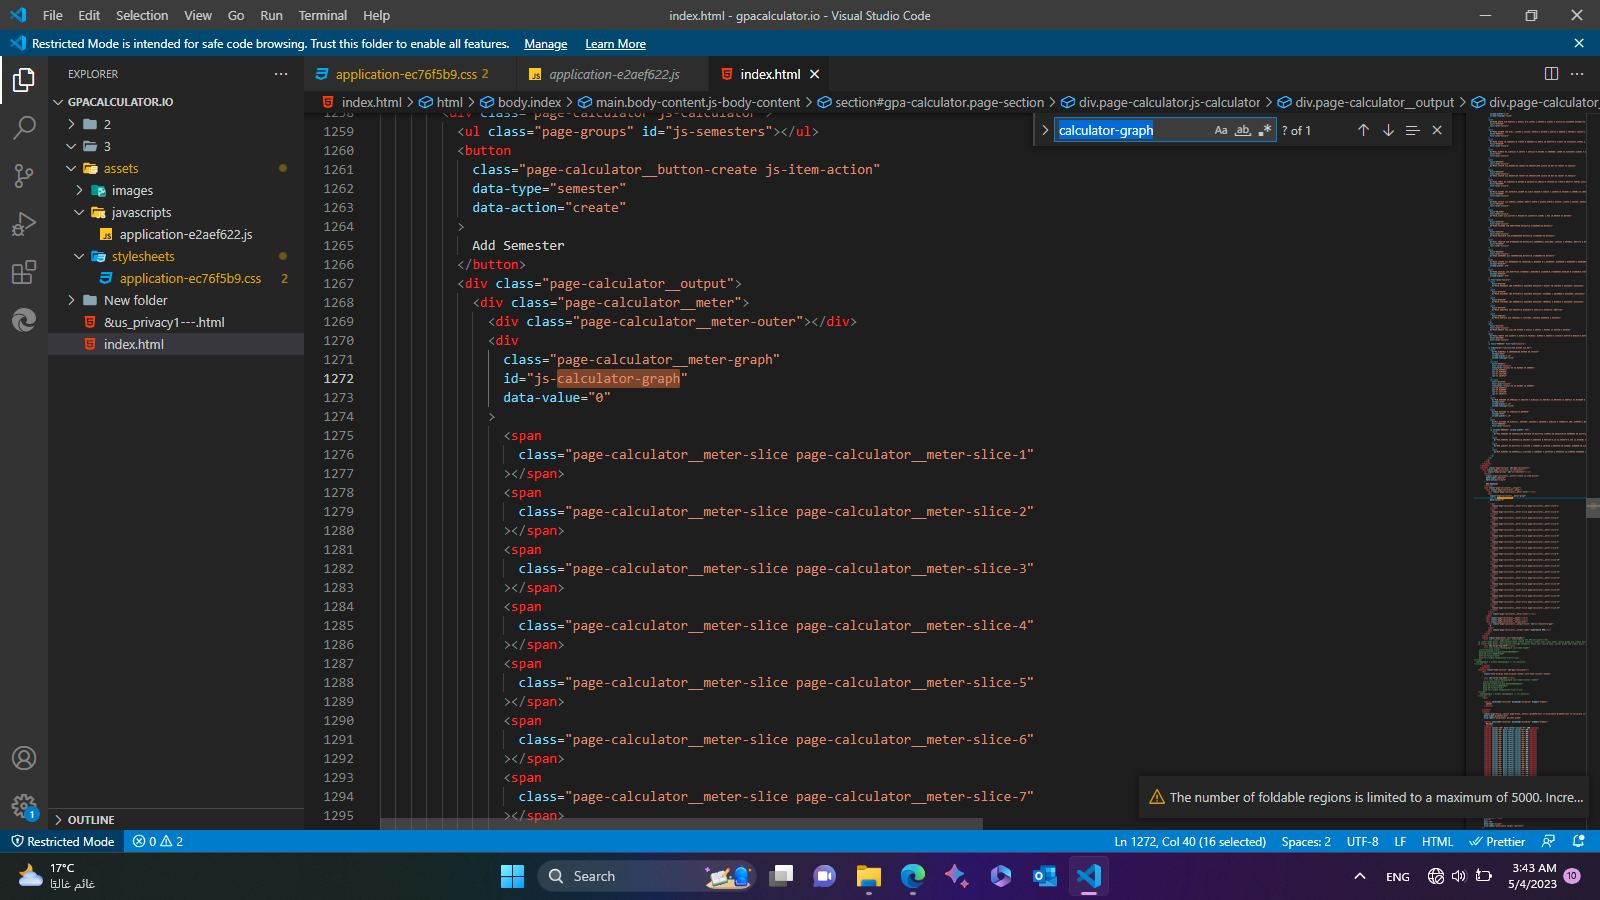 File Edit Selection View Go Run Terminal Help
index.html - gpacalculator.io - Visual Studio Code
Restricted Mode is intended for safe code browsing. Trust this folder to enable all features. Manage Learn More
EXPLORER
GPACALCULATOR.IO
2
3
assets
images
javascripts
application-e2aef622.js
stylesheets
application-ec76f5b9.css 2
New folder
&us_privacy1---.html
index.html
OUTLINE
1
application-ec76f5b9.css 2
application-e2aef622.js
index.html
index.html > html > body.index > main.body-content.js-body-content > section#gpa-calculator.page-section > div.page-calculator.js-calculator > div.page-calculator__output > div.page-calculator_
calculator-graph Aa ab ? of 1
1258 <div class="page-calculator js-calculator">
1259 <ul class="page-groups" id="js-semesters"></ul>
1260 <button
1261 class="page-calculator__button-create js-item-action"
1262 data-type="semester"
1263 data-action="create"
1264 >
1265 Add Semester
1266 </button>
1267 <div class="page-calculator__output">
1268 <div class="page-calculator__meter">
1269 <div class="page-calculator__meter-outer"></div>
1270 <div
1271 class="page-calculator__meter-graph"
1272 id="js-calculator-graph"
1273 data-value="0"
1274 >
1275 <span
1276 class="page-calculator__meter-slice page-calculator__meter-slice-1"
1277 ></span>
1278 <span
1279 class="page-calculator__meter-slice page-calculator__meter-slice-2"
1280 ></span>
1281 <span
1282 class="page-calculator__meter-slice page-calculator__meter-slice-3"
1283 ></span>
1284 <span
1285 class="page-calculator__meter-slice page-calculator__meter-slice-4"
1286 ></span>
1287 <span
1288 class="page-calculator__meter-slice page-calculator__meter-slice-5"
1289 ></span>
1290 <span
1291 class="page-calculator__meter-slice page-calculator__meter-slice-6"
1292 ></span>
1293 <span
1294 class="page-calculator__meter-slice page-calculator__meter-slice-7"
1295 ></span>
The number of foldable regions is limited to a maximum of 5000. Incre...
Restricted Mode 0 2
Ln 1272, Col 40 (16 selected) Spaces: 2 UTF-8 LF HTML Prettier
17°C
غائم غالبًا
Search
ENG
3:43 AM
5/4/2023
10